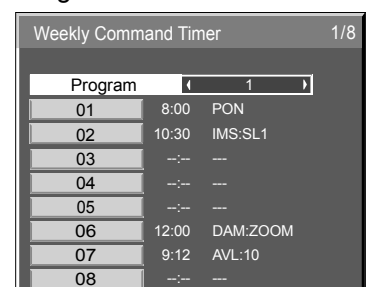 Weekly Command Timer 1/8
Program 1
01 8:00 PON
02 10:30 IMS:SL1
03 --:-- ---
04 --:-- ---
05 --:-- ---
06 12:00 DAM:ZOOM
07 9:12 AVL:10
08 --:-- ---